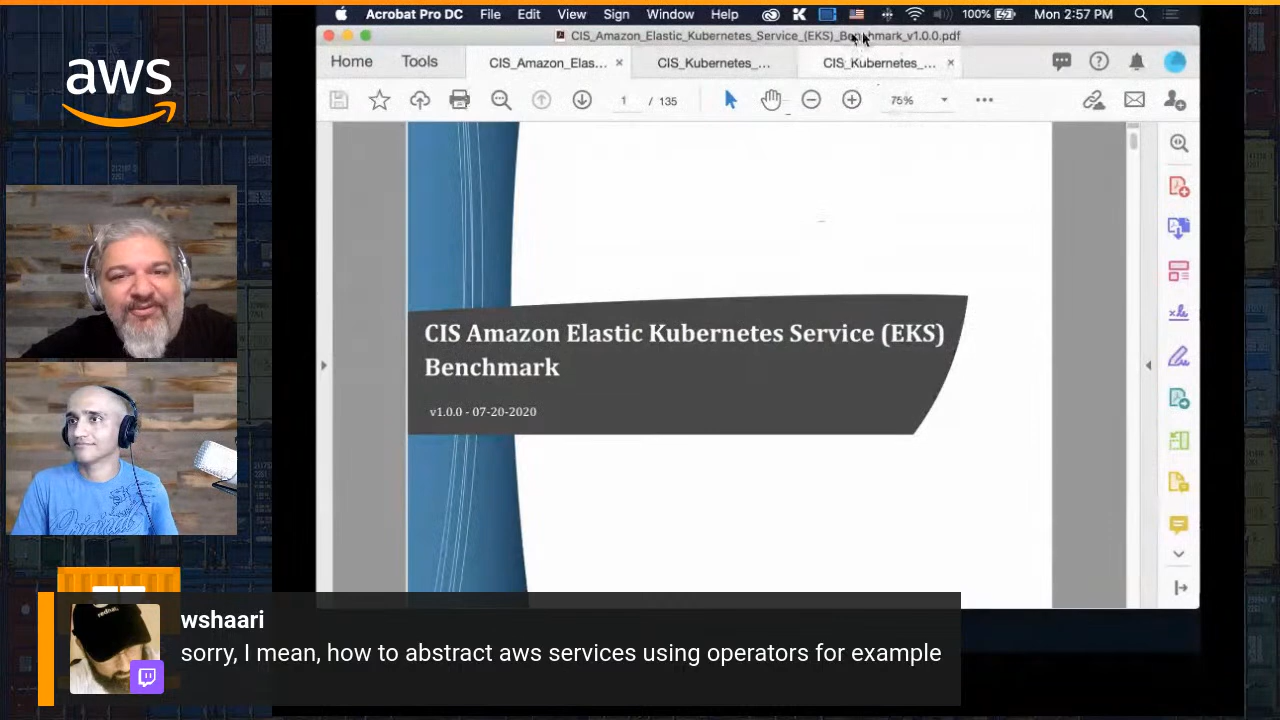 aws
Acrobat Pro DC File Edit View Sign Window Help 100% Mon 2:57 PM
CIS_Amazon_Elastic_Kubernetes_Service_(EKS)_Benchmark_v1.0.0.pdf
Home Tools CIS_Amazon_Elas... × CIS_Kubernetes_... CIS_Kubernetes_... ×
1 / 135 75%
CIS Amazon Elastic Kubernetes Service (EKS)
Benchmark
v1.0.0 - 07-20-2020
wshaari
sorry, I mean, how to abstract aws services using operators for example